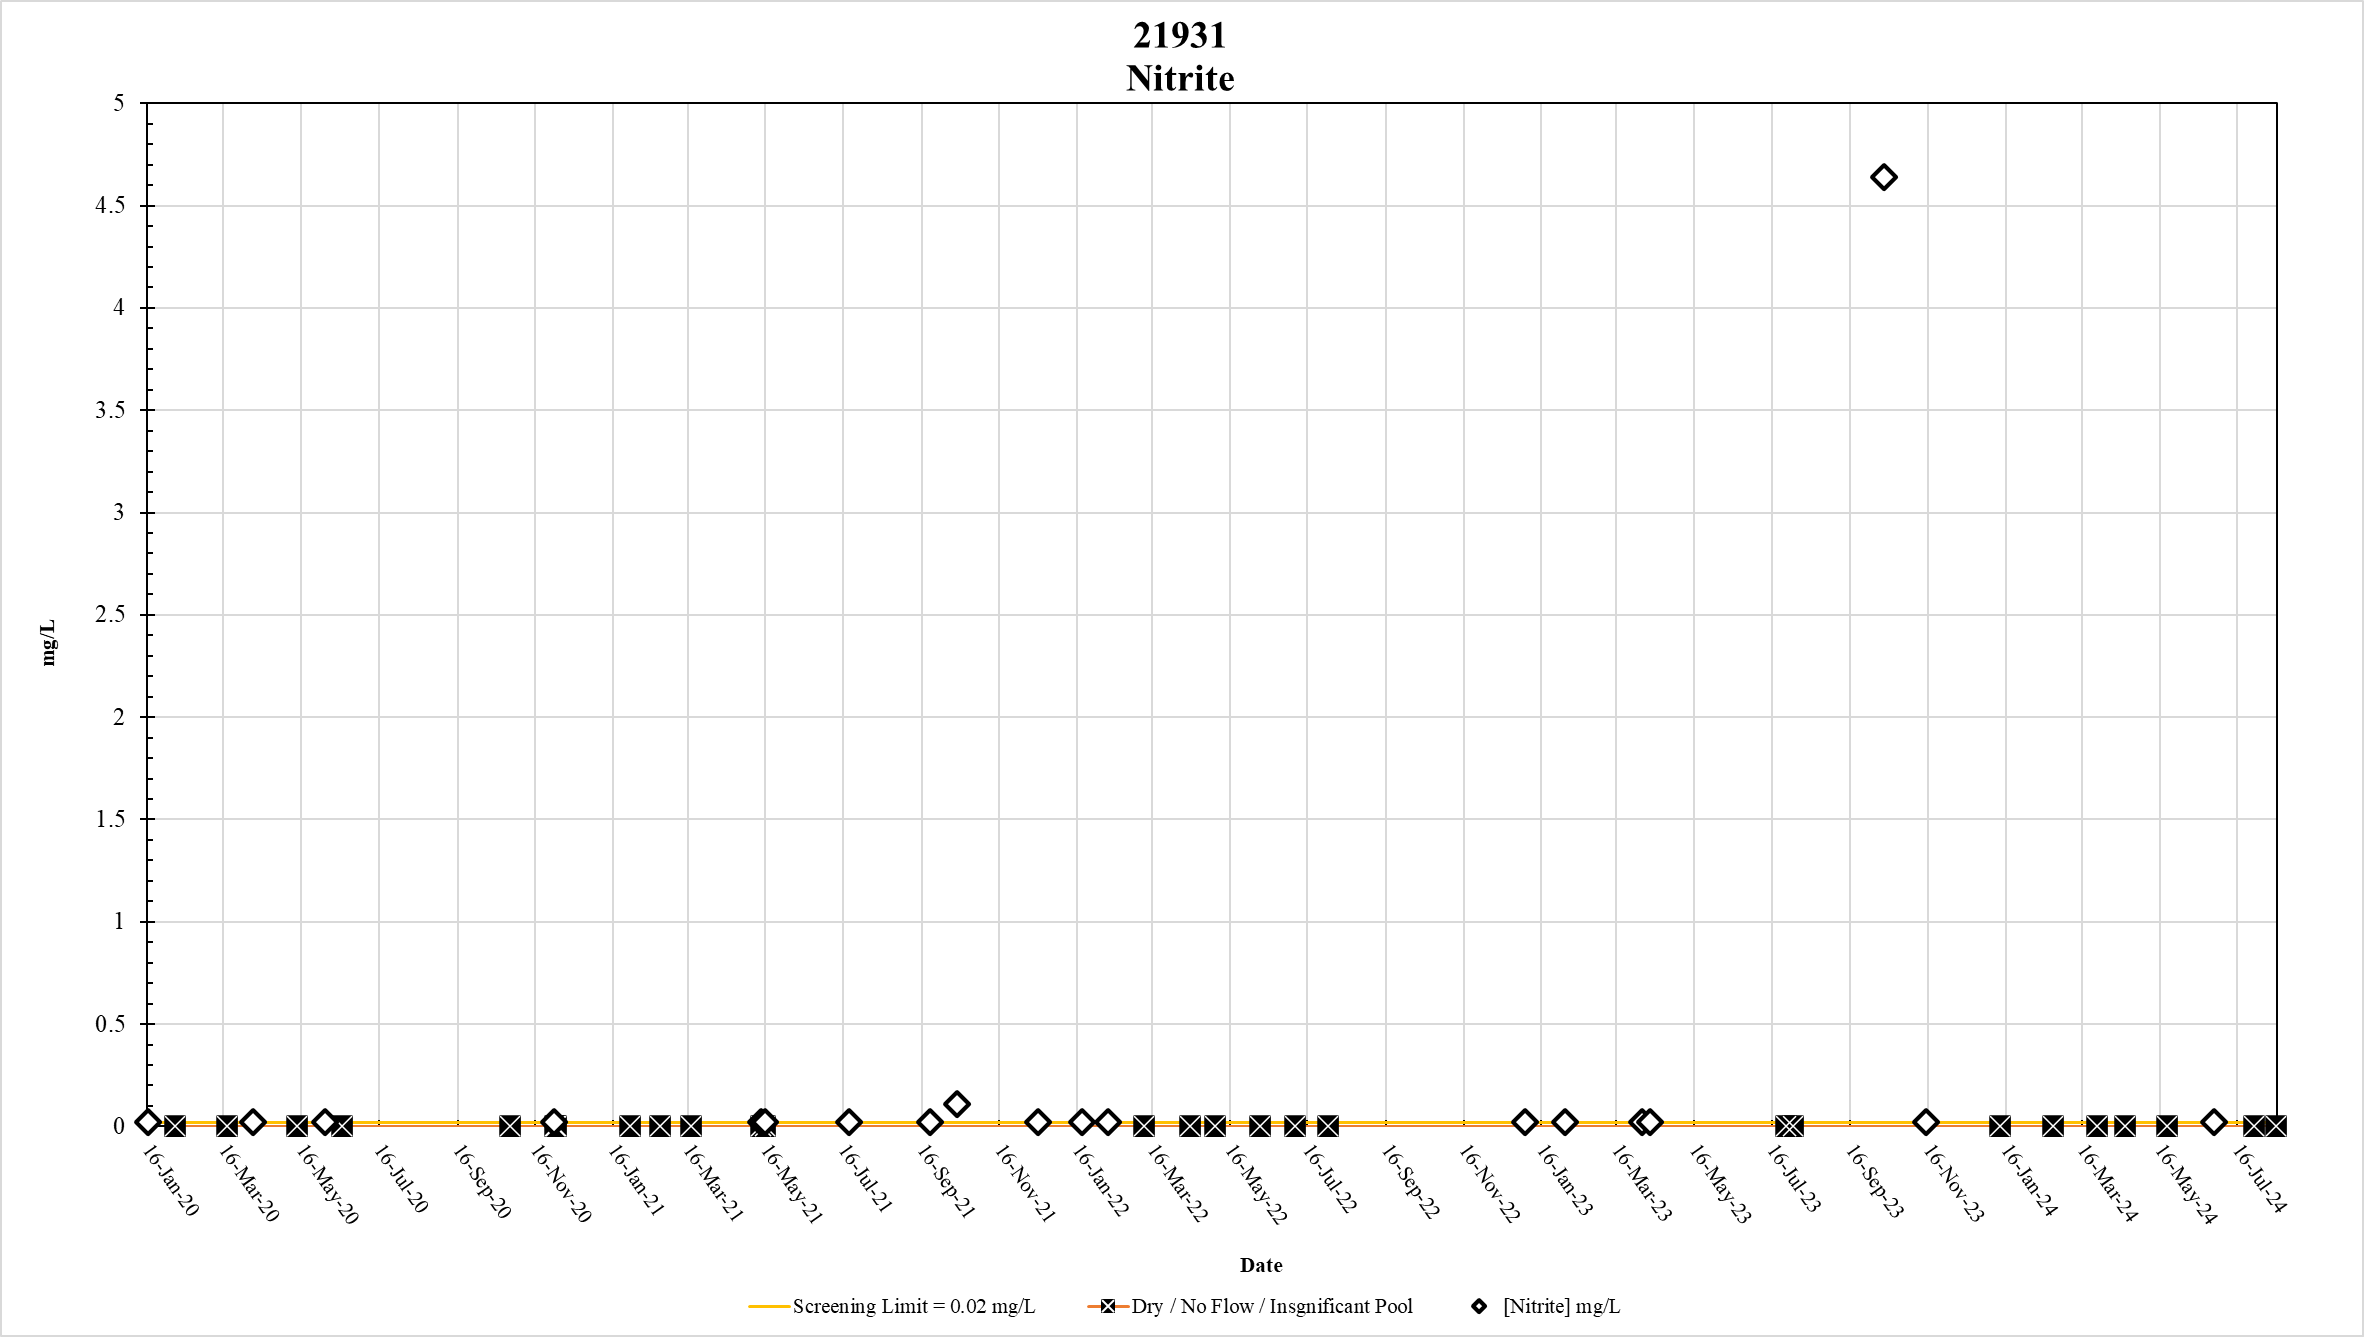 21931
Nitrite
5
4.5
4
3.5
3
2.5
2
1.5
1
0.5
0
mg/L
16-Jan-20
16-Mar-20
16-May-20
16-Jul-20
16-Sep-20
16-Nov-20
16-Jan-21
16-Mar-21
16-May-21
16-Jul-21
16-Sep-21
16-Nov-21
16-Jan-22
16-Mar-22
16-May-22
16-Jul-22
16-Sep-22
16-Nov-22
16-Jan-23
16-Mar-23
16-May-23
16-Jul-23
16-Sep-23
16-Nov-23
16-Jan-24
16-Mar-24
16-May-24
16-Jul-24
Date
Screening Limit = 0.02 mg/L
Dry / No Flow / Insgnificant Pool
[Nitrite] mg/L